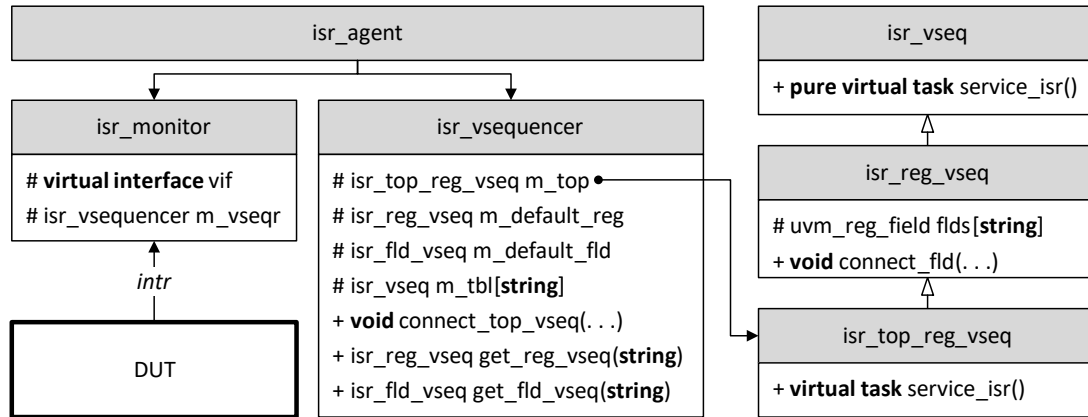 isr_agent
isr_monitor
# virtual interface vif
# isr_vsequencer m_vseqr
intr
DUT
isr_vsequencer
# isr_top_reg_vseq m_top
# isr_reg_vseq m_default_reg
# isr_fld_vseq m_default_fld
# isr_vseq m_tbl[string]
+ void connect_top_vseq(. . .)
+ isr_reg_vseq get_reg_vseq(string)
+ isr_fld_vseq get_fld_vseq(string)
isr_vseq
+ pure virtual task service_isr()
isr_reg_vseq
# uvm_reg_field flds[string]
+ void connect_fld(. . .)
isr_top_reg_vseq
+ virtual task service_isr()